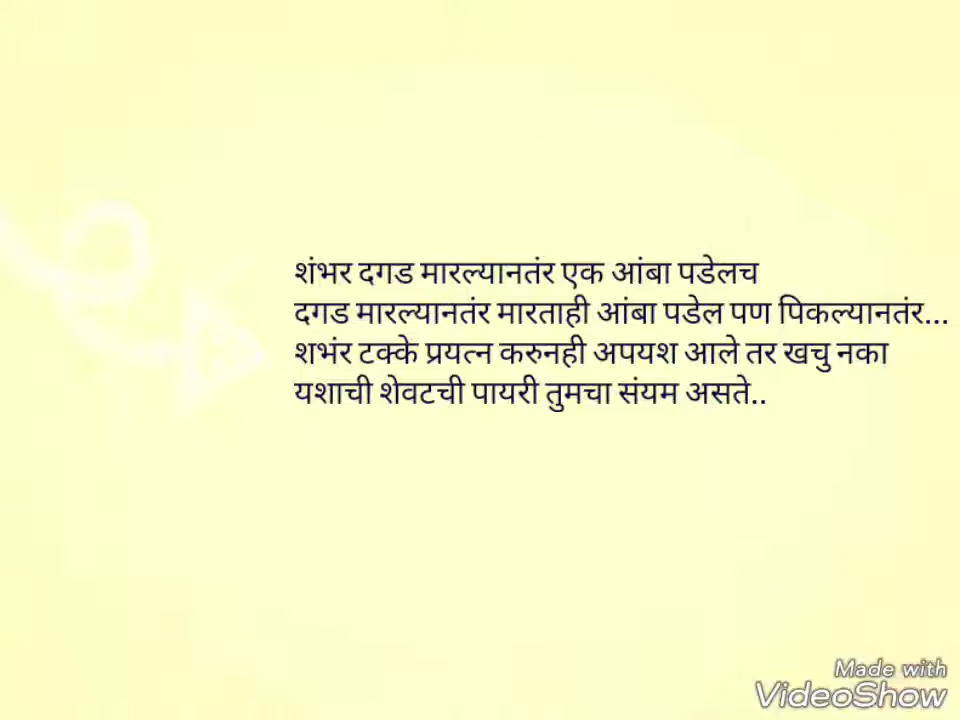 शंभर दगड मारल्यानतंर एक आंबा पडेलच
दगड मारल्यानतंर मारताही आंबा पडेल पण पिकल्यानतंर...
शभंर टक्के प्रयत्न करुनही अपयश आले तर खचु नका
यशाची शेवटची पायरी तुमचा संयम असते..
Made with
VideoShow